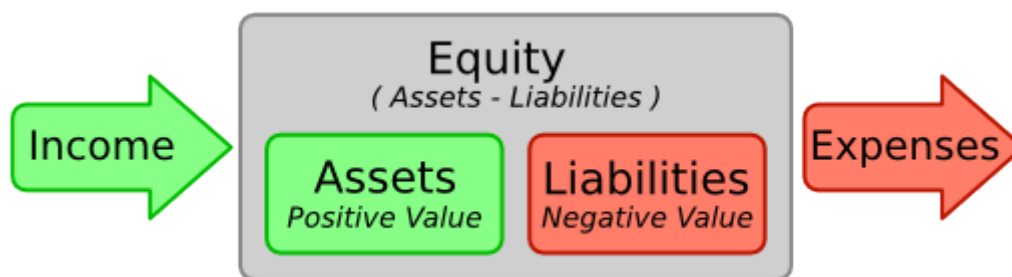 Equity
( Assets - Liabilities )
Income
Assets
Positive Value
Liabilities
Negative Value
Expenses